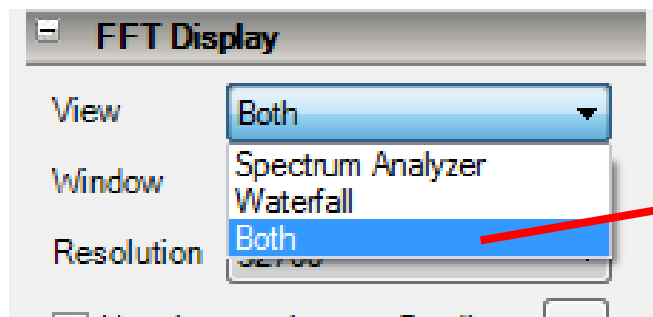 FFT Display
View Both
Spectrum Analyzer
Window
Waterfall
Both
Resolution